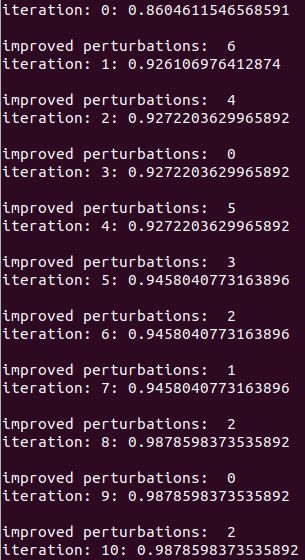 iteration: 0: 0.8604611546568591
improved perturbations:  6
iteration: 1: 0.926106976412874
improved perturbations:  4
iteration: 2: 0.9272203629965892
improved perturbations:  0
iteration: 3: 0.9272203629965892
improved perturbations:  5
iteration: 4: 0.9272203629965892
improved perturbations:  3
iteration: 5: 0.9458040773163896
improved perturbations:  2
iteration: 6: 0.9458040773163896
improved perturbations:  1
iteration: 7: 0.9458040773163896
improved perturbations:  2
iteration: 8: 0.9878598373535892
improved perturbations:  0
iteration: 9: 0.9878598373535892
improved perturbations:  2
iteration: 10: 0.9878598373535892